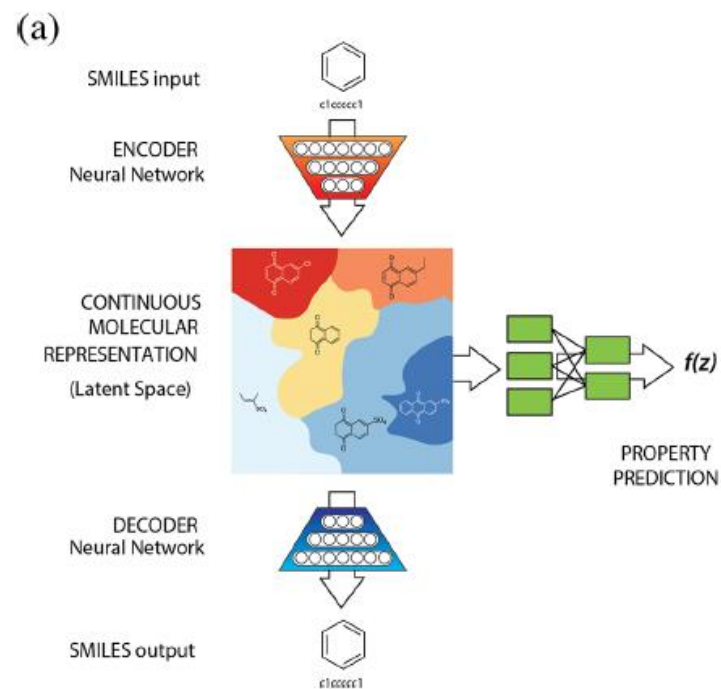 (a)
SMILES input
c1ccccc1
ENCODER
Neural Network
CONTINUOUS
MOLECULAR
REPRESENTATION
(Latent Space)
f(z)
PROPERTY
PREDICTION
DECODER
Neural Network
SMILES output
c1ccccc1